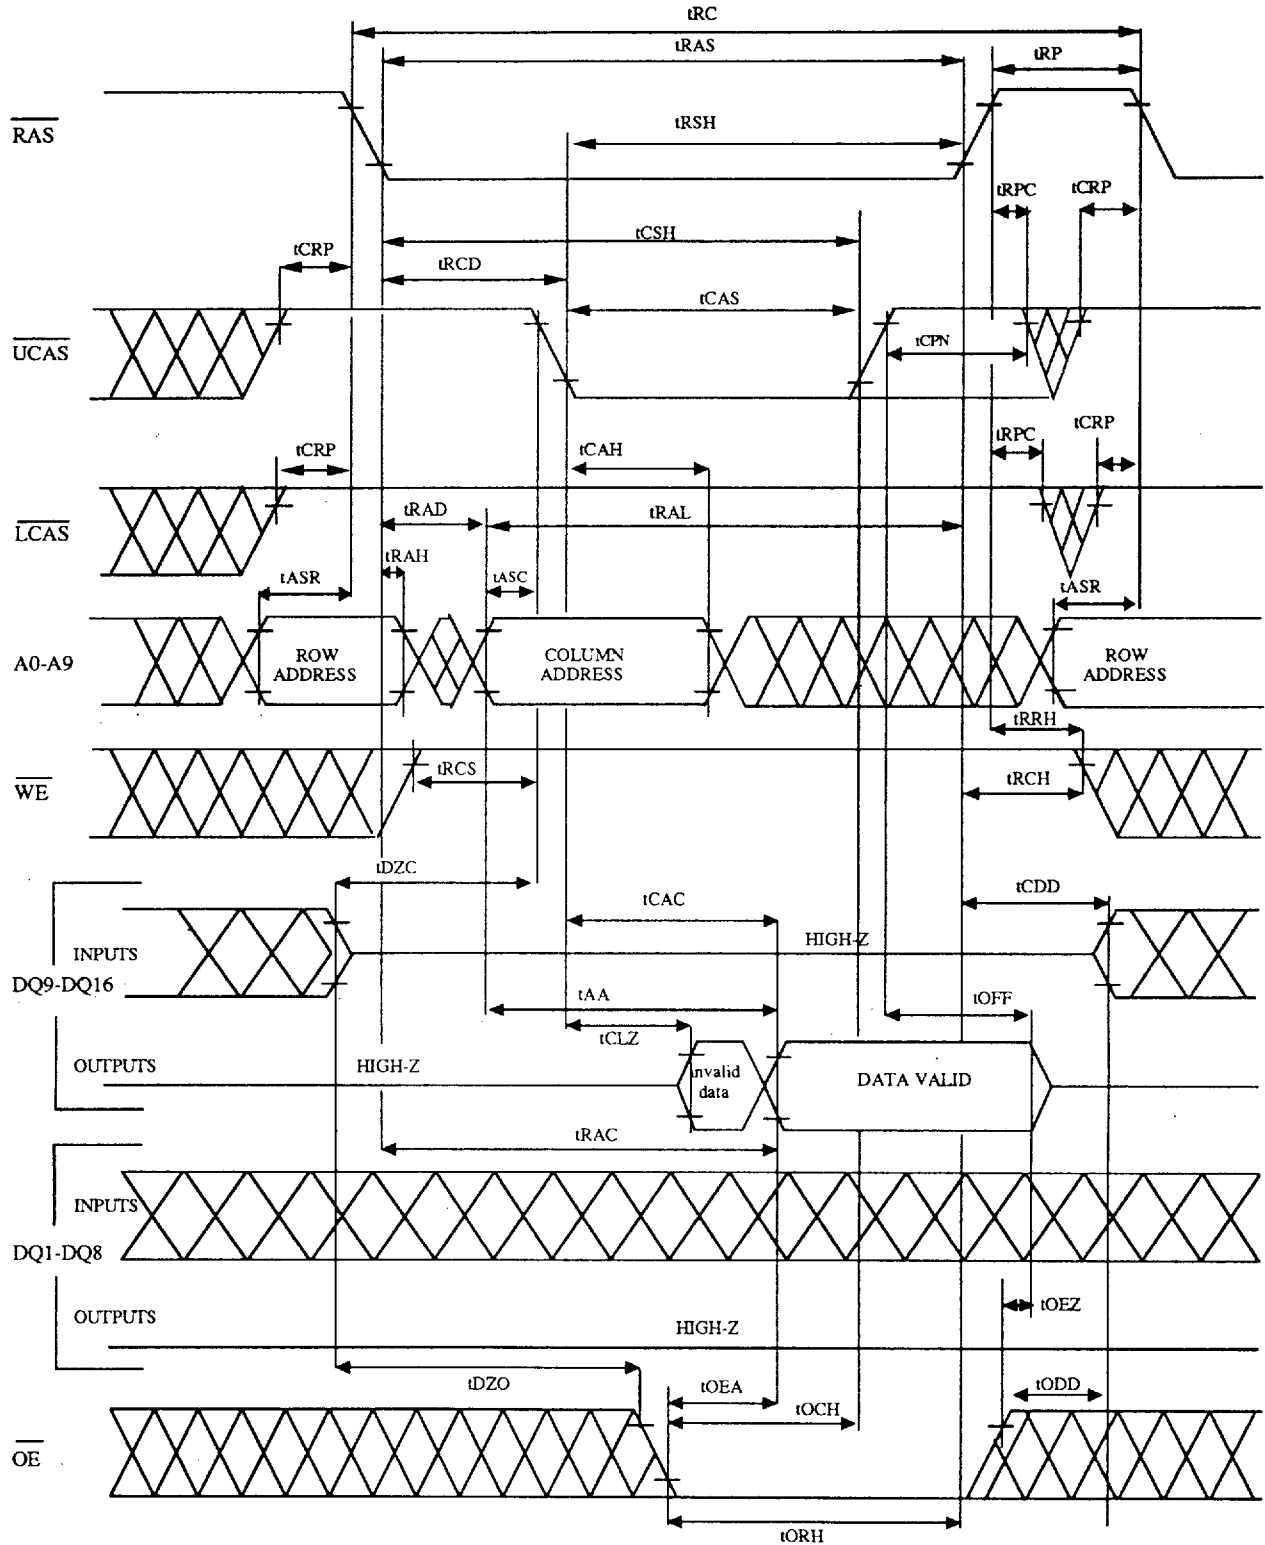 tRC
tRAS
tRP
RAS
tRSH
tRPC
tCRP
tCSH
tCRP
tRCD
tCAS
UCAS
tCPN
tCRP
tCAH
tRPC
tCRP
LCAS
tRAD
tRAL
tRAH
tASR
tASC
tASR
A0-A9
ROW
ADDRESS
COLUMN
ADDRESS
ROW
ADDRESS
tRRH
WE
tRCS
tRCH
tDZC
tCAC
tCDD
INPUTS
HIGH-Z
DQ9-DQ16
tAA
tOFF
tCLZ
OUTPUTS
HIGH-Z
invalid
data
DATA VALID
tRAC
INPUTS
DQ1-DQ8
OUTPUTS
tOEZ
HIGH-Z
tDZO
tOEA
tODD
tOCH
OE
tORH